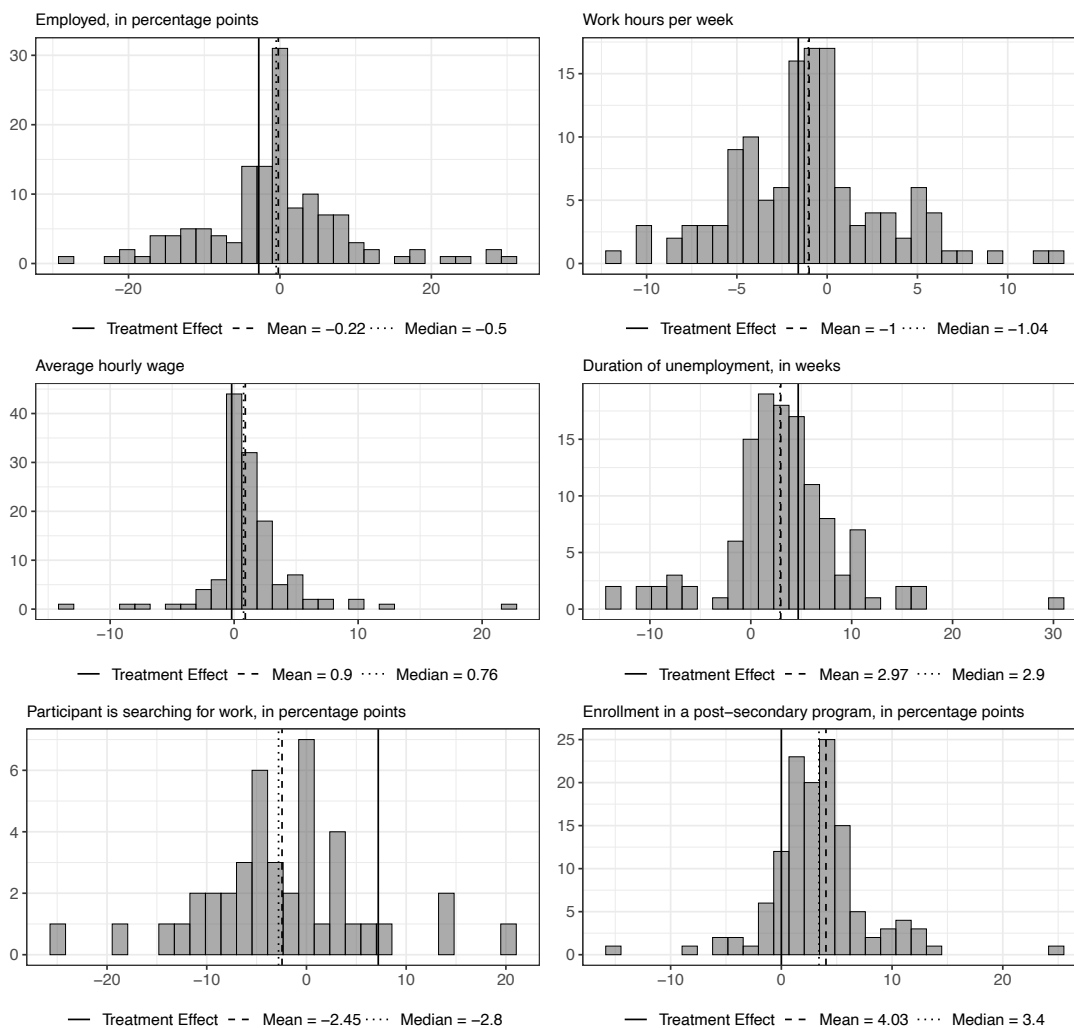 Employed, in percentage points
30
20
10
0
−20 0 20
Treatment Effect Mean = −0.22 Median = −0.5
Work hours per week
15
10
5
0
−10 −5 0 5 10
Treatment Effect Mean = −1 Median = −1.04
Average hourly wage
40
30
20
10
0
−10 0 10 20
Treatment Effect Mean = 0.9 Median = 0.76
Duration of unemployment, in weeks
15
10
5
0
−10 0 10 20 30
Treatment Effect Mean = 2.97 Median = 2.9
Participant is searching for work, in percentage points
6
4
2
0
−20 −10 0 10 20
Treatment Effect Mean = −2.45 Median = −2.8
Enrollment in a post−secondary program, in percentage points
25
20
15
10
5
0
−10 0 10 20
Treatment Effect Mean = 4.03 Median = 3.4